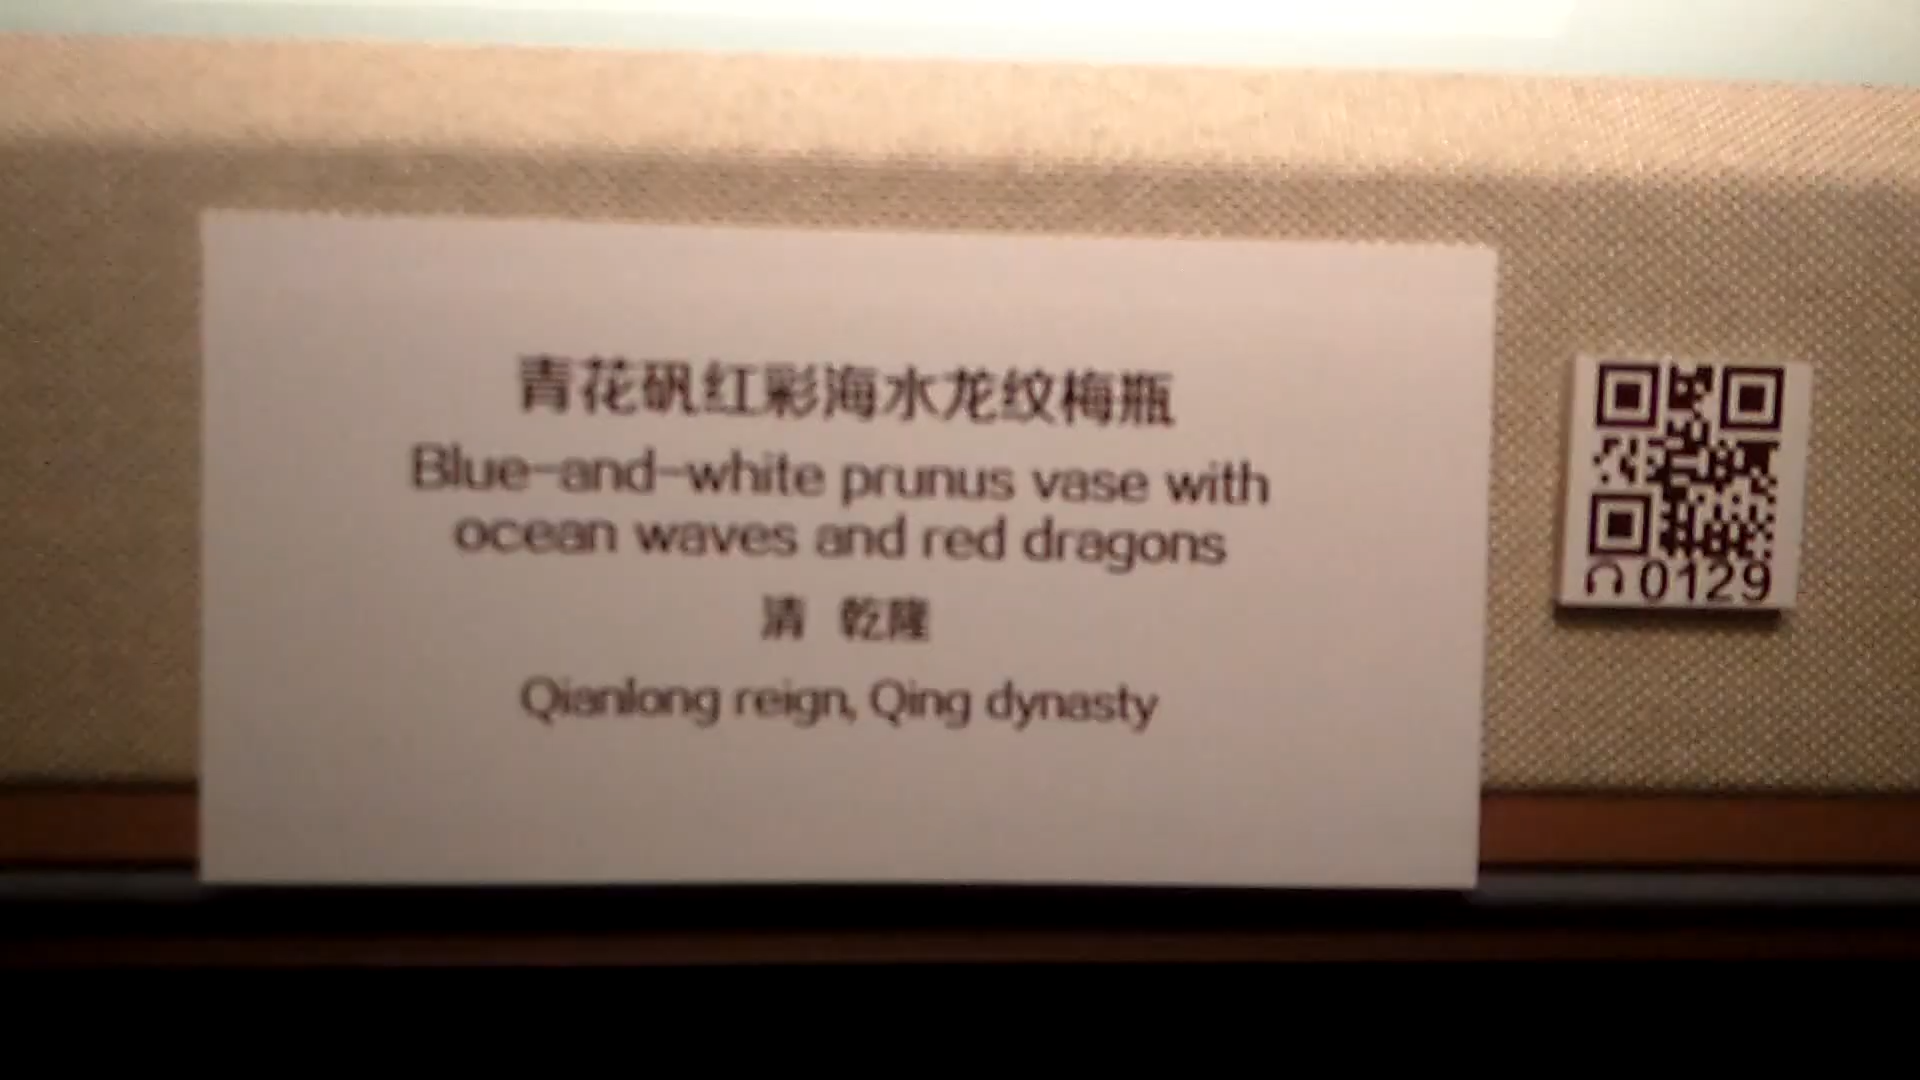 青花矾红彩海水龙纹梅瓶
Blue-and-white prunus vase with
ocean waves and red dragons
清 乾隆
Qianlong reign, Qing dynasty
0129